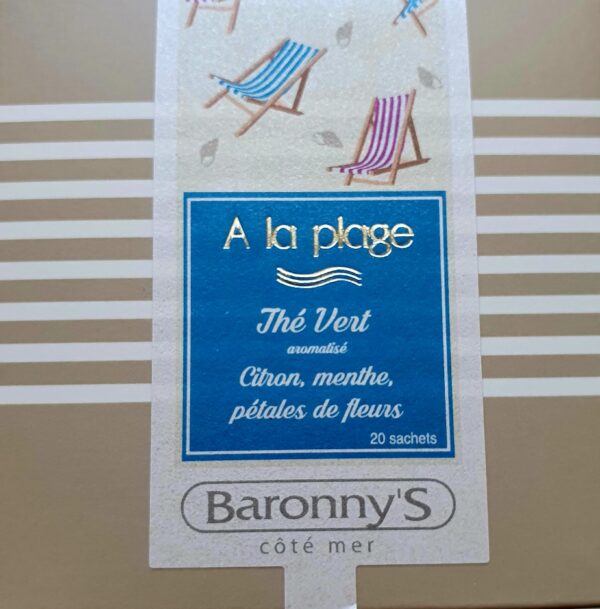 A la plage
Thé Vert
aromatisé
Citron, menthe,
pétales de fleurs
20 sachets
Baronny'S
côté mer